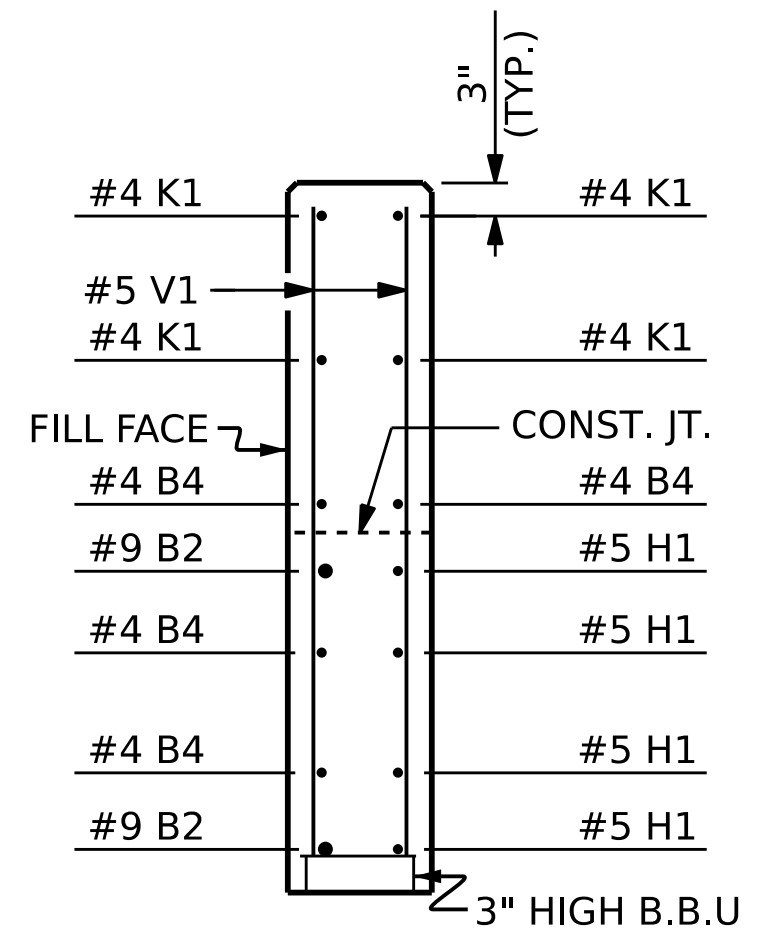 3"
(TYP.)
#4 K1
#4 K1
#5 V1
#4 K1
#4 K1
FILL FACE
CONST. JT.
#4 B4
#4 B4
#9 B2
#5 H1
#4 B4
#5 H1
#4 B4
#5 H1
#9 B2
#5 H1
3" HIGH B.B.U